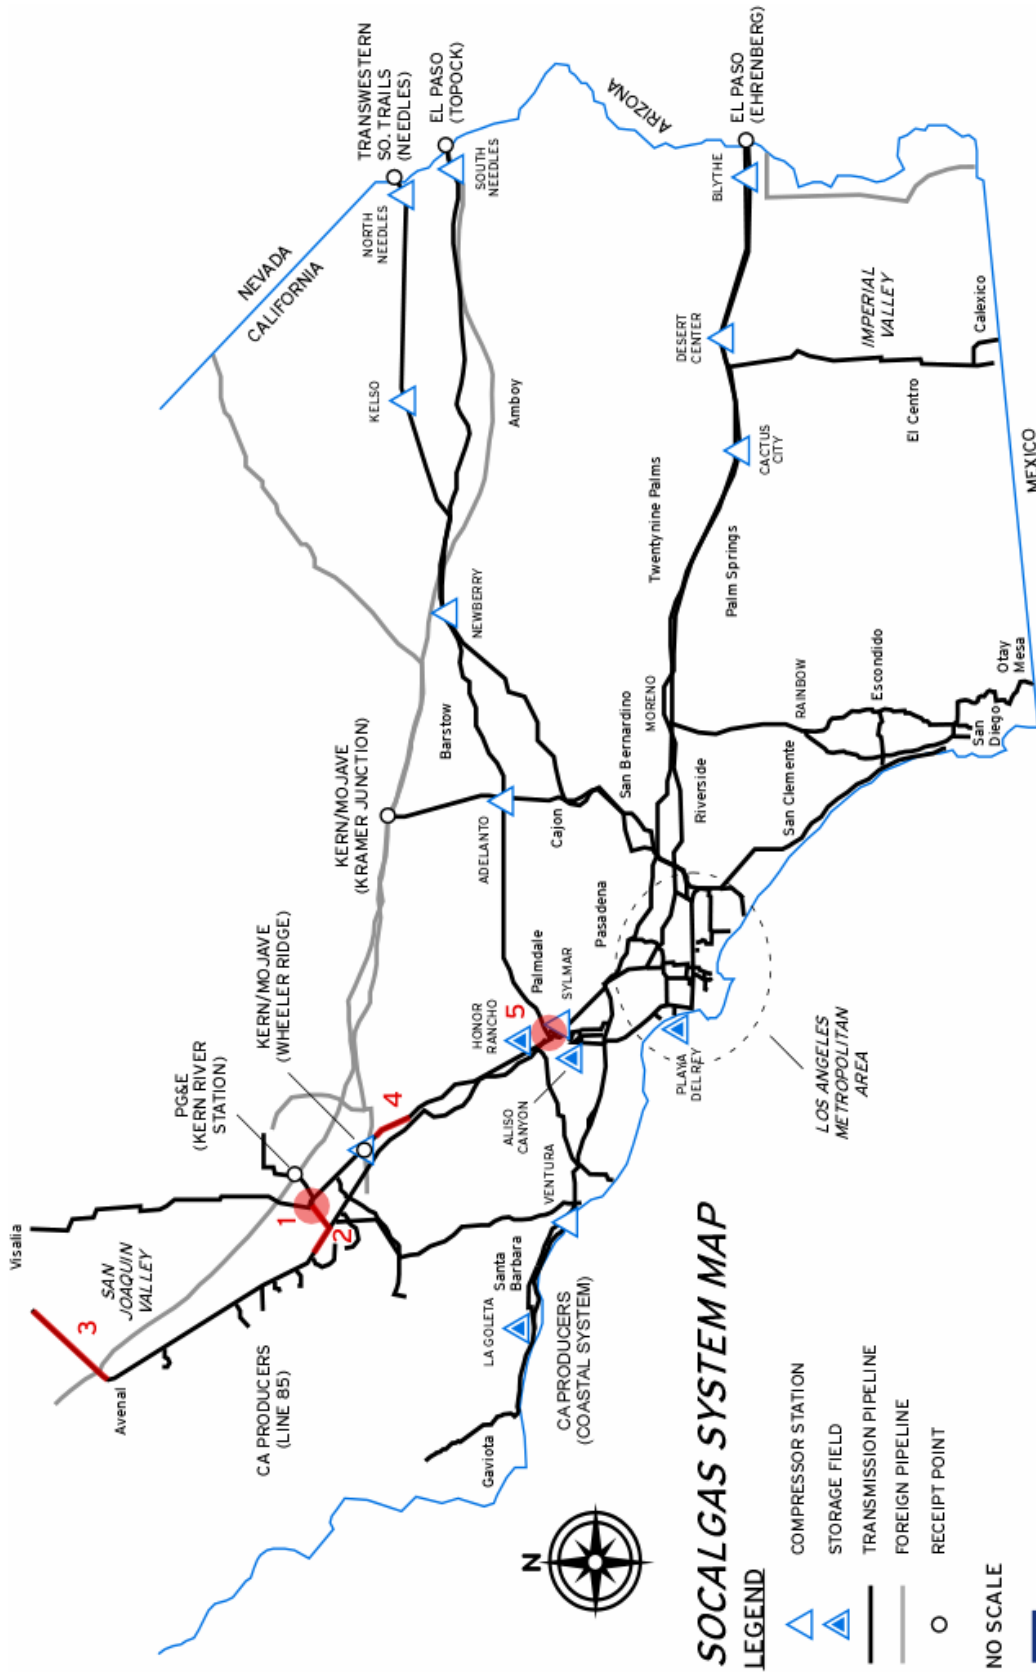 TRANSWESTERN
SO. TRAILS
(NEEDLES)
EL PASO
(TOPOCK)
NEVADA
CALIFORNIA
NORTH
NEEDLES
SOUTH
NEEDLES
ARIZONA
EL PASO
(EHRENBERG)
BLYTHE
KELSO
Amboy
DESERT
CENTER
IMPERIAL
VALLEY
Calexico
El Centro
CACTUS
CITY
MEXICO
Twentynine Palms
Palm Springs
NEWBERRY
Barstow
KERN/MOJAVE
(KRAMER JUNCTION)
ADELANTO
Cajon
San Bernardino
MORENO
Riverside
RAINBOW
Escondido
Otay
Mesa
San
Diego
San Clemente
PG&E
(KERN RIVER
STATION)
KERN/MOJAVE
(WHEELER RIDGE)
Palmdale
Pasadena
HONOR
RANCHO
5
SYLMAR
ALISO
CANYON
PLAYA
DEL REY
LOS ANGELES
METROPOLITAN
AREA
Visalia
SAN
JOAQUIN
VALLEY
1
2
3
4
Avenal
CA PRODUCERS
(LINE 85)
VENTURA
Santa
Barbara
LA GOLETA
CA PRODUCERS
(COASTAL SYSTEM)
Gaviota
N
SOCALGAS SYSTEM MAP
LEGEND
COMPRESSOR STATION
STORAGE FIELD
TRANSMISSION PIPELINE
FOREIGN PIPELINE
RECEIPT POINT
NO SCALE